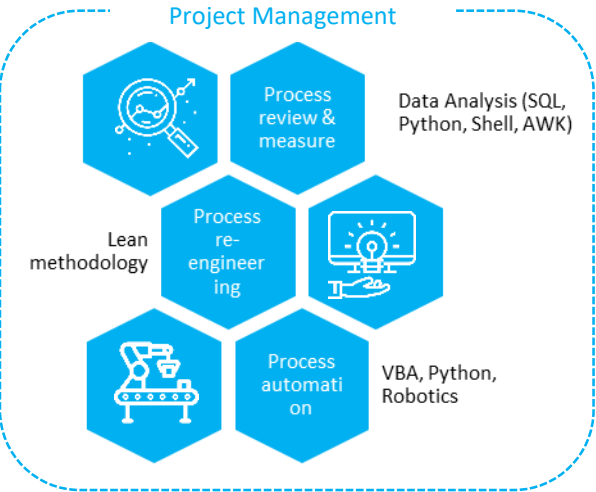 Project Management
Process
review &
measure
Data Analysis (SQL,
Python, Shell, AWK)
Lean
methodology
Process
re-
engineer
ing
Process
automati
on
VBA, Python,
Robotics